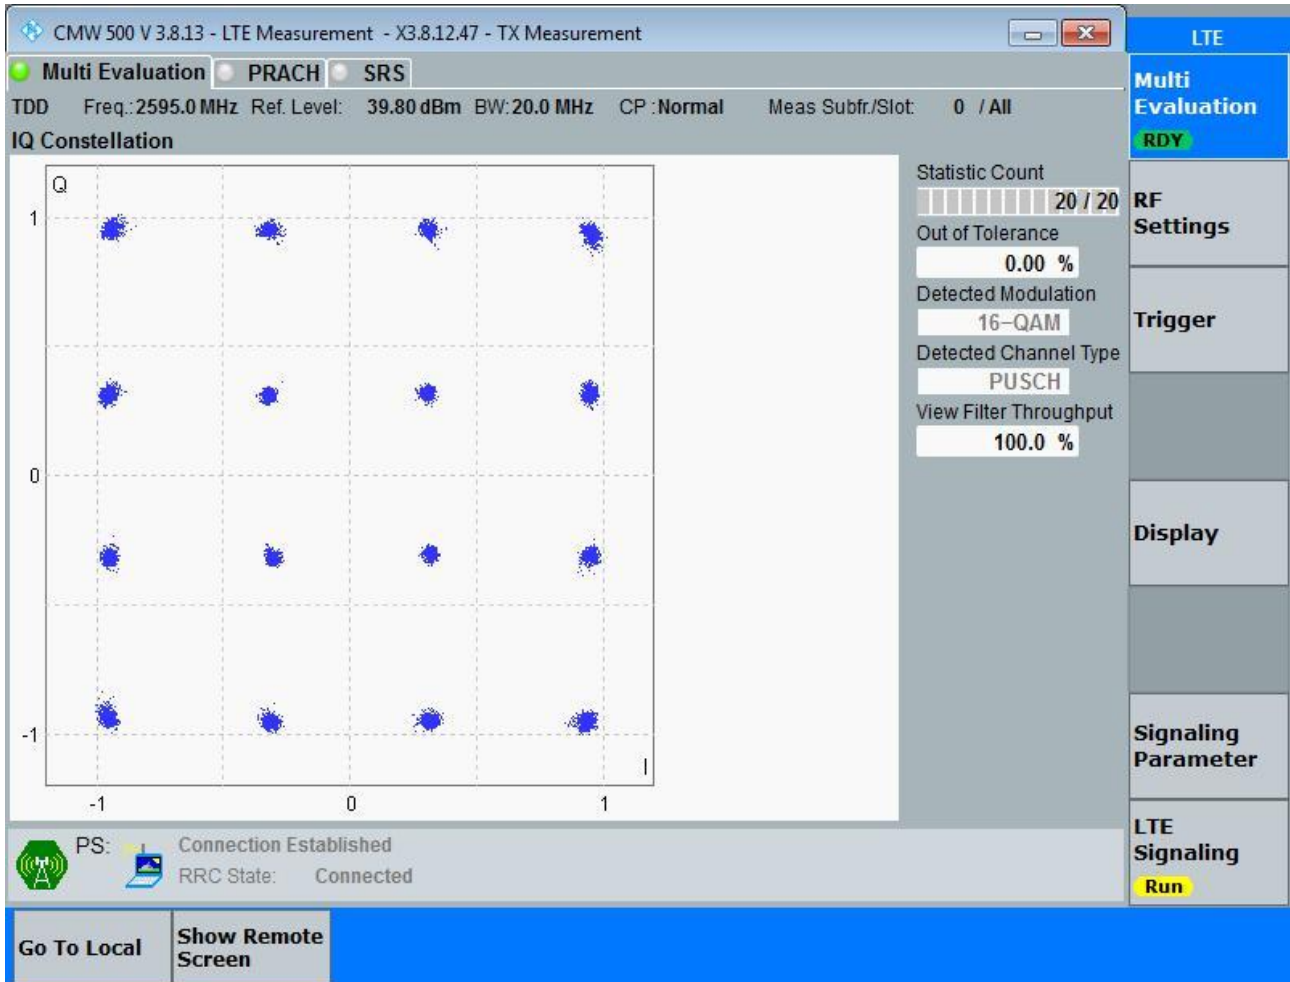 CMW 500 V 3.8.13 - LTE Measurement - X3.8.12.47 - TX Measurement
LTE
Multi Evaluation PRACH SRS
TDD Freq.: 2595.0 MHz Ref. Level: 39.80 dBm BW: 20.0 MHz CP : Normal Meas Subfr./Slot: 0 / All
IQ Constellation
Multi
Evaluation
RDY
Q
1
0
-1
-1 0 1
I
Statistic Count
20 / 20
Out of Tolerance
0.00 %
Detected Modulation
16-QAM
Detected Channel Type
PUSCH
View Filter Throughput
100.0 %
RF
Settings
Trigger
Display
Signaling
Parameter
LTE
Signaling
Run
PS: Connection Established
RRC State: Connected
Go To Local
Show Remote
Screen